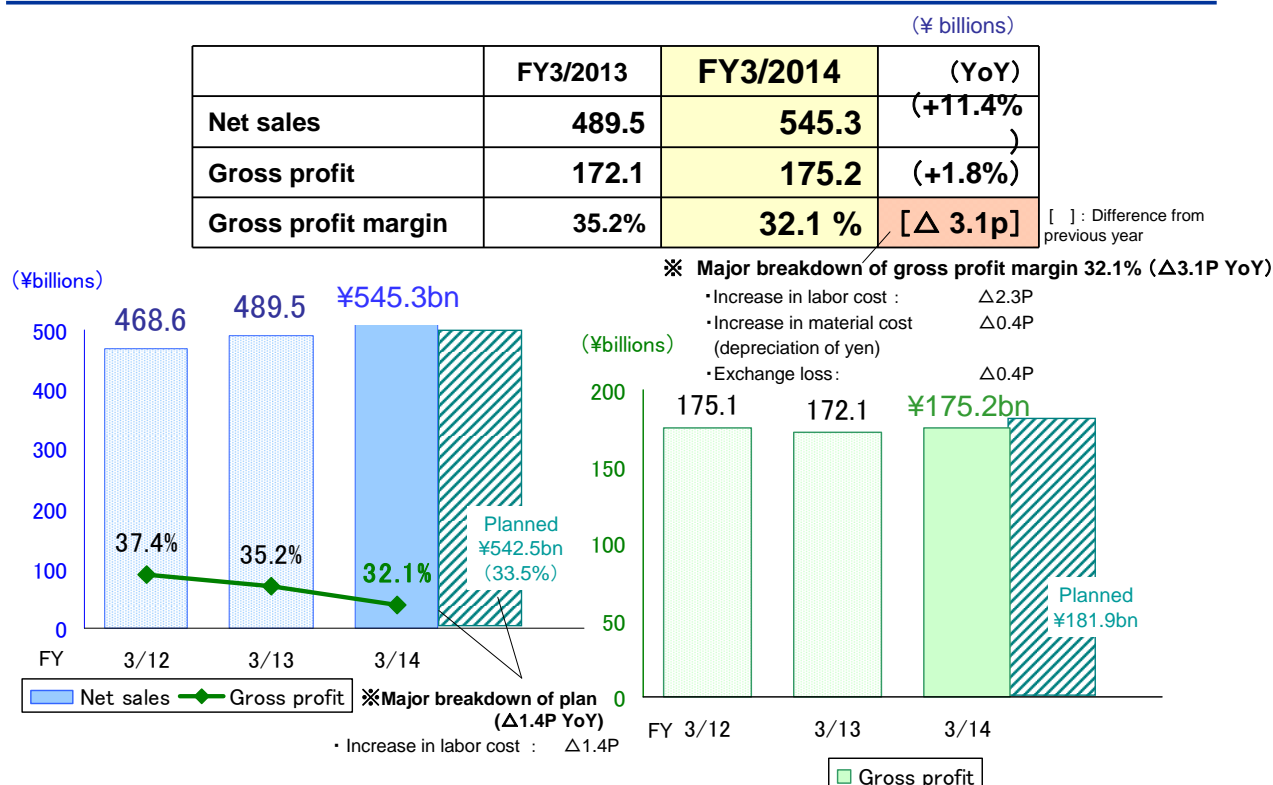 (¥ billions)
FY3/2013 FY3/2014 (YoY)
Net sales 489.5 545.3 (+11.4%)
Gross profit 172.1 175.2 (+1.8%)
Gross profit margin 35.2% 32.1 % [△ 3.1p]
[ ] : Difference from
previous year
※ Major breakdown of gross profit margin 32.1% (△3.1P YoY)
・Increase in labor cost : △2.3P
・Increase in material cost △0.4P
(depreciation of yen)
・Exchange loss: △0.4P
(¥billions)
468.6 489.5 ¥545.3bn
500
400
300
200
100
0
37.4% 35.2% 32.1%
Planned
¥542.5bn
(33.5%)
FY 3/12 3/13 3/14
Net sales Gross profit
※Major breakdown of plan
(△1.4P YoY)
・Increase in labor cost : △1.4P
(¥billions)
200
150
100
50
0
175.1 172.1 ¥175.2bn
Planned
¥181.9bn
FY 3/12 3/13 3/14
Gross profit